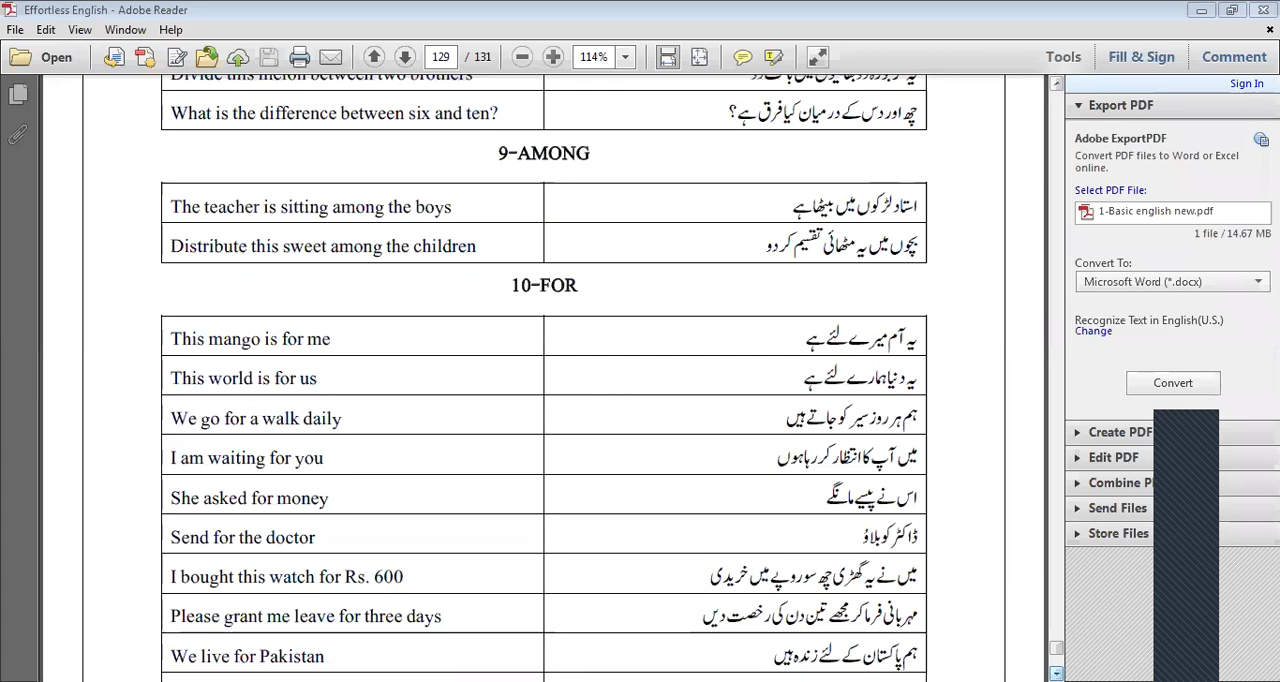 Effortless English - Adobe Reader
File Edit View Window Help
Open 129 / 131 114% Tools Fill & Sign Comment
Sign In
Divide this melon between two brothers
What is the difference between six and ten? چھ اور دس کے درمیان کیا فرق ہے؟
9-AMONG
The teacher is sitting among the boys استاد لڑکوں میں بیٹھا ہے
Distribute this sweet among the children بچوں میں یہ مٹھائی تقسیم کر دو
10-FOR
This mango is for me یہ آم میرے لئے ہے
This world is for us یہ دنیا ہمارے لئے ہے
We go for a walk daily ہم ہر روز سیر کو جاتے ہیں
I am waiting for you میں آپ کا انتظار کر رہا ہوں
She asked for money اس نے پیسے مانگے
Send for the doctor ڈاکٹر کو بلاؤ
I bought this watch for Rs. 600 میں نے یہ گھڑی چھ سو روپے میں خریدی
Please grant me leave for three days مہربانی فرما کر مجھے تین دن کی رخصت دیں
We live for Pakistan ہم پاکستان کے لئے زندہ ہیں
Export PDF
Adobe ExportPDF
Convert PDF files to Word or Excel
online.
Select PDF File:
1-Basic english new.pdf
1 file / 14.67 MB
Convert To:
Microsoft Word (*.docx)
Recognize Text in English(U.S.)
Change
Convert
Create PDF
Edit PDF
Combine
Send Files
Store Files